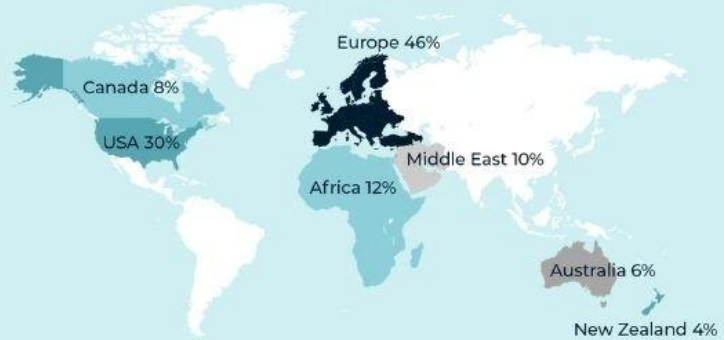 Europe 46%
Canada 8%
USA 30%
Middle East 10%
Africa 12%
Australia 6%
New Zealand 4%